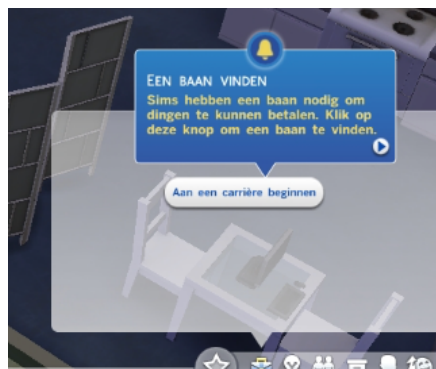 EEN BAAN VINDEN
Sims hebben een baan nodig om
dingen te kunnen betalen. Klik op
deze knop om een baan te vinden.
Aan een carrière beginnen